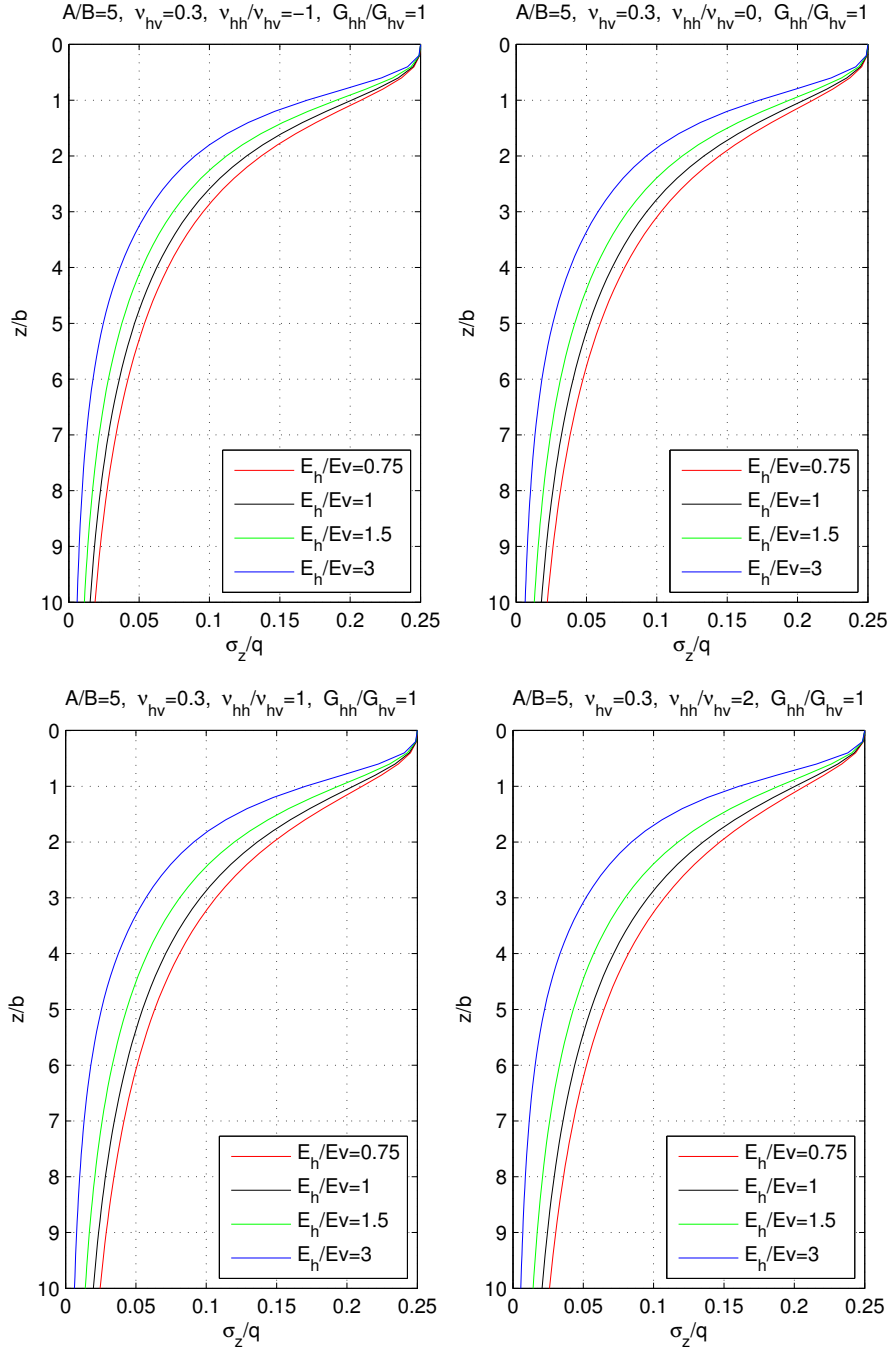 A/B=5, ν_hv=0.3, ν_hh/ν_hv=−1, G_hh/G_hv=1
0
1
2
3
4
5
6
7
8
9
10
z/b
0 0.05 0.1 0.15 0.2 0.25
σ_z/q
E_h/Ev=0.75
E_h/Ev=1
E_h/Ev=1.5
E_h/Ev=3
A/B=5, ν_hv=0.3, ν_hh/ν_hv=0, G_hh/G_hv=1
0
1
2
3
4
5
6
7
8
9
10
z/b
0 0.05 0.1 0.15 0.2 0.25
σ_z/q
E_h/Ev=0.75
E_h/Ev=1
E_h/Ev=1.5
E_h/Ev=3
A/B=5, ν_hv=0.3, ν_hh/ν_hv=1, G_hh/G_hv=1
0
1
2
3
4
5
6
7
8
9
10
z/b
0 0.05 0.1 0.15 0.2 0.25
σ_z/q
E_h/Ev=0.75
E_h/Ev=1
E_h/Ev=1.5
E_h/Ev=3
A/B=5, ν_hv=0.3, ν_hh/ν_hv=2, G_hh/G_hv=1
0
1
2
3
4
5
6
7
8
9
10
z/b
0 0.05 0.1 0.15 0.2 0.25
σ_z/q
E_h/Ev=0.75
E_h/Ev=1
E_h/Ev=1.5
E_h/Ev=3